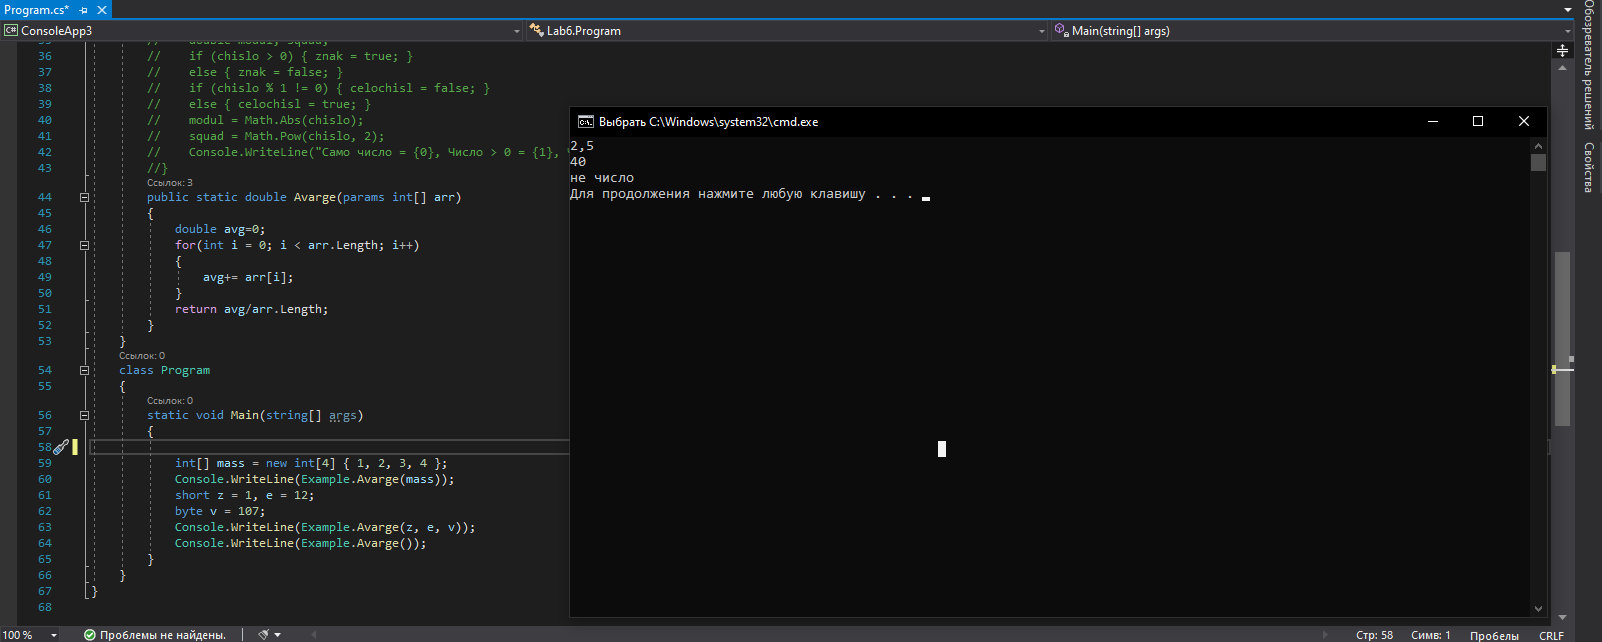 Program.cs*
ConsoleApp3
Lab6.Program
Main(string[] args)
36 // if (chislo > 0) { znak = true; }
37 // else { znak = false; }
38 // if (chislo % 1 != 0) { celochisl = false; }
39 // else { celochisl = true; }
40 // modul = Math.Abs(chislo);
41 // squad = Math.Pow(chislo, 2);
42 // Console.WriteLine("Само число = {0}, Число > 0 = {1},
43 //}
Ссылок: 3
44 public static double Avarge(params int[] arr)
45 {
46 double avg=0;
47 for(int i = 0; i < arr.Length; i++)
48 {
49 avg+= arr[i];
50 }
51 return avg/arr.Length;
52 }
53 }
Ссылок: 0
54 class Program
55 {
Ссылок: 0
56 static void Main(string[] args)
57 {
58
59 int[] mass = new int[4] { 1, 2, 3, 4 };
60 Console.WriteLine(Example.Avarge(mass));
61 short z = 1, e = 12;
62 byte v = 107;
63 Console.WriteLine(Example.Avarge(z, e, v));
64 Console.WriteLine(Example.Avarge());
65 }
66 }
67 }
68
Выбрать C:\Windows\system32\cmd.exe
2,5
40
не число
Для продолжения нажмите любую клавишу . . .
Обозреватель решений
Свойства
100 %
Проблемы не найдены.
Стр: 58
Симв: 1
Пробелы
CRLF